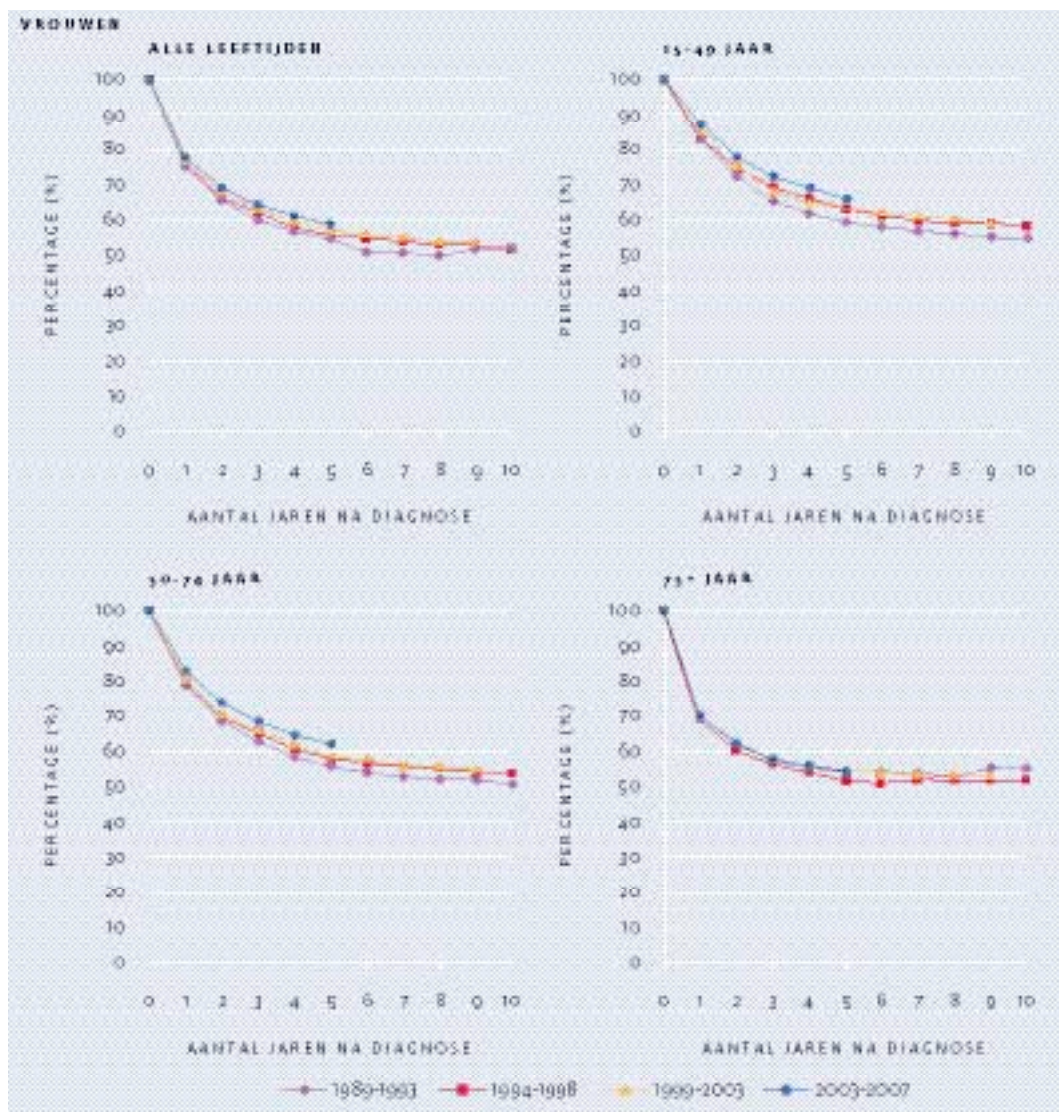 VROUWEN
ALLE LEEFTIJDEN
100
90
80
70
60
50
40
30
20
10
0
PERCENTAGE (%)
0 1 2 3 4 5 6 7 8 9 10
AANTAL JAREN NA DIAGNOSE
15-49 JAAR
100
90
80
70
60
50
40
30
20
10
0
PERCENTAGE (%)
0 1 2 3 4 5 6 7 8 9 10
AANTAL JAREN NA DIAGNOSE
50-74 JAAR
100
90
80
70
60
50
40
30
20
10
0
PERCENTAGE (%)
0 1 2 3 4 5 6 7 8 9 10
AANTAL JAREN NA DIAGNOSE
75+ JAAR
100
90
80
70
60
50
40
30
20
10
0
PERCENTAGE (%)
0 1 2 3 4 5 6 7 8 9 10
AANTAL JAREN NA DIAGNOSE
1989-1993 1994-1998 1999-2003 2003-2007